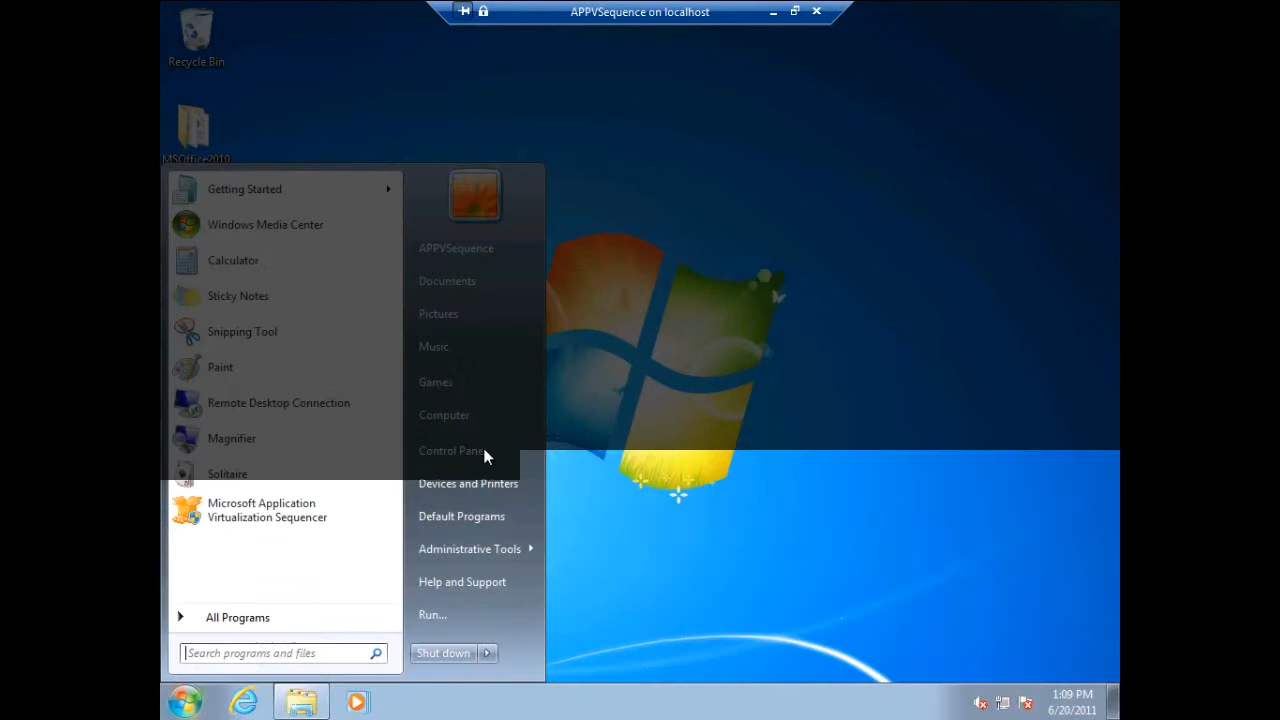 APPVSequence on localhost
Recycle Bin
MSOffice2010
Getting Started
Windows Media Center
Calculator
Sticky Notes
Snipping Tool
Paint
Remote Desktop Connection
Magnifier
Solitaire
Microsoft Application
Virtualization Sequencer
All Programs
Search programs and files
APPVSequence
Documents
Pictures
Music
Games
Computer
Control Panel
Devices and Printers
Default Programs
Administrative Tools
Help and Support
Run...
Shut down
1:09 PM
6/20/2011